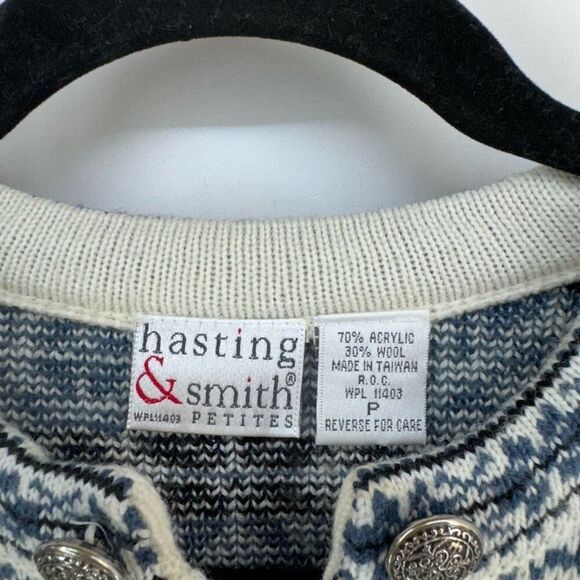 hasting
& smith®
WPL11403 PETITES
70% ACRYLIC
30% WOOL
MADE IN TAIWAN
R.O.C.
WPL 11403
P
REVERSE FOR CARE